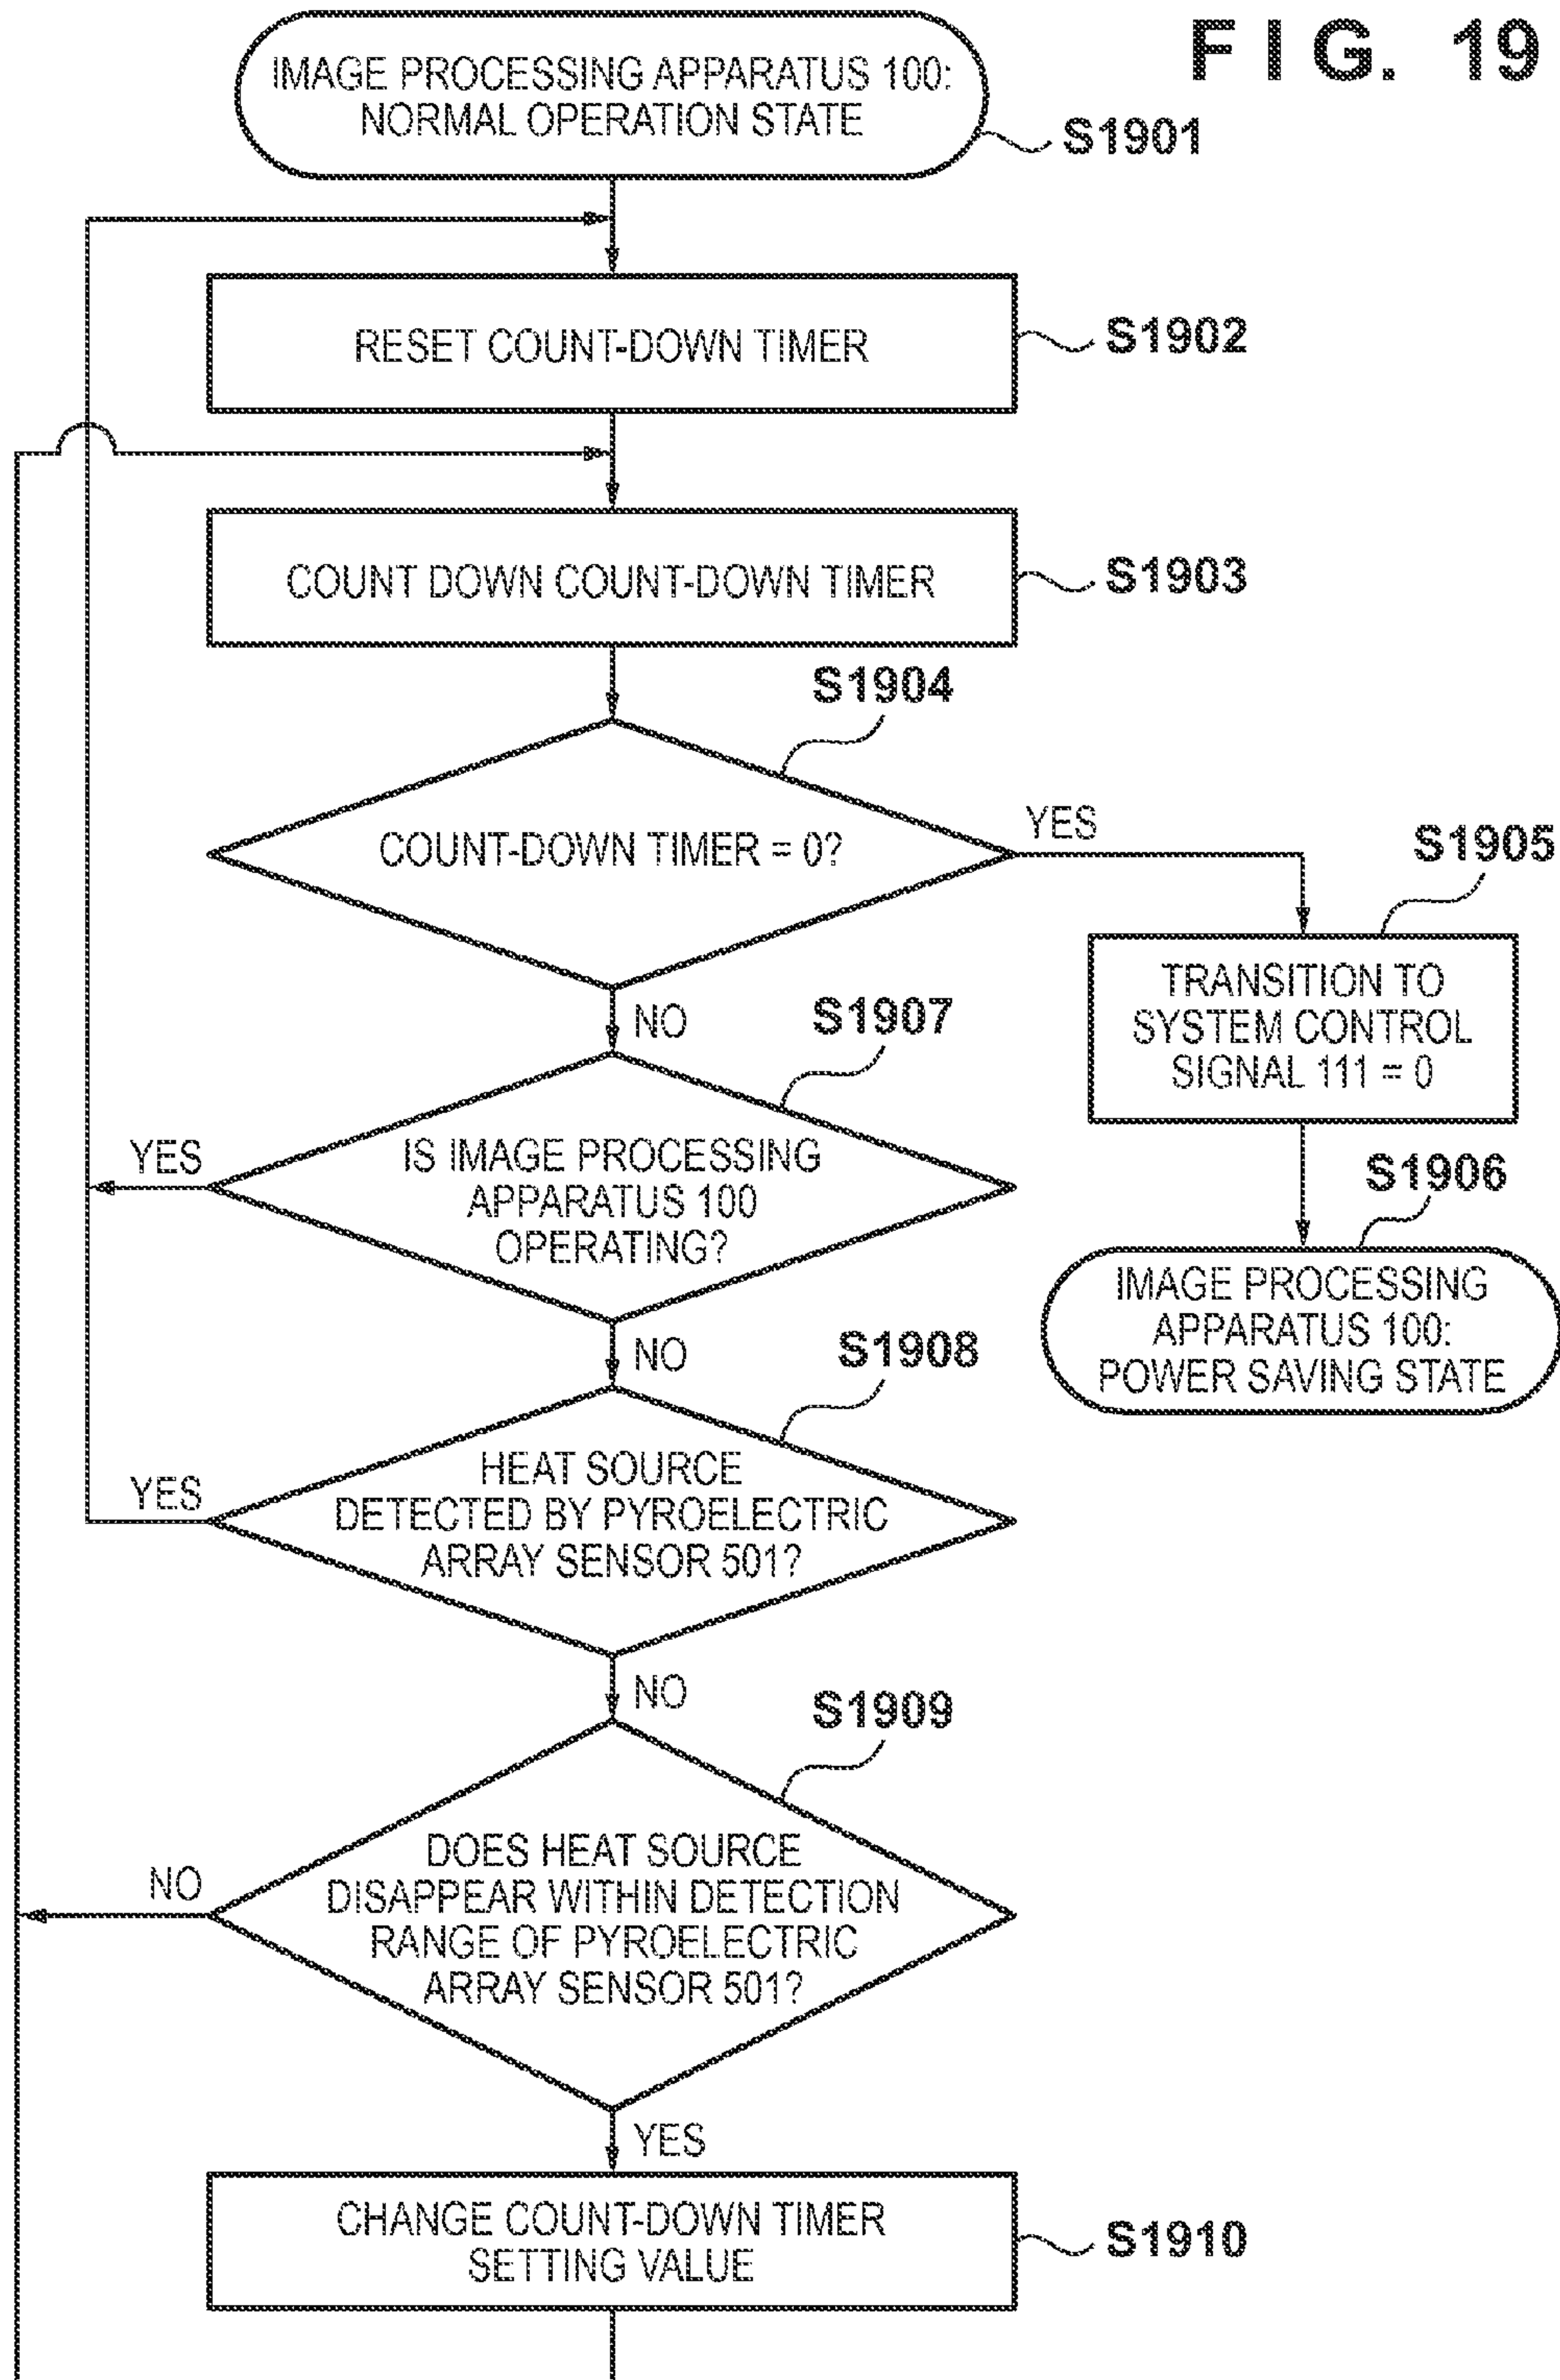 FIG. 19
IMAGE PROCESSING APPARATUS 100:
NORMAL OPERATION STATE
S1901
RESET COUNT-DOWN TIMER
S1902
COUNT DOWN COUNT-DOWN TIMER
S1903
S1904
COUNT-DOWN TIMER = 0?
YES
S1905
TRANSITION TO
SYSTEM CONTROL
SIGNAL 111 = 0
NO
S1907
YES
IS IMAGE PROCESSING
APPARATUS 100
OPERATING?
S1906
IMAGE PROCESSING
APPARATUS 100:
POWER SAVING STATE
NO
S1908
YES
HEAT SOURCE
DETECTED BY PYROELECTRIC
ARRAY SENSOR 501?
NO
S1909
NO
DOES HEAT SOURCE
DISAPPEAR WITHIN DETECTION
RANGE OF PYROELECTRIC
ARRAY SENSOR 501?
YES
CHANGE COUNT-DOWN TIMER
SETTING VALUE
S1910